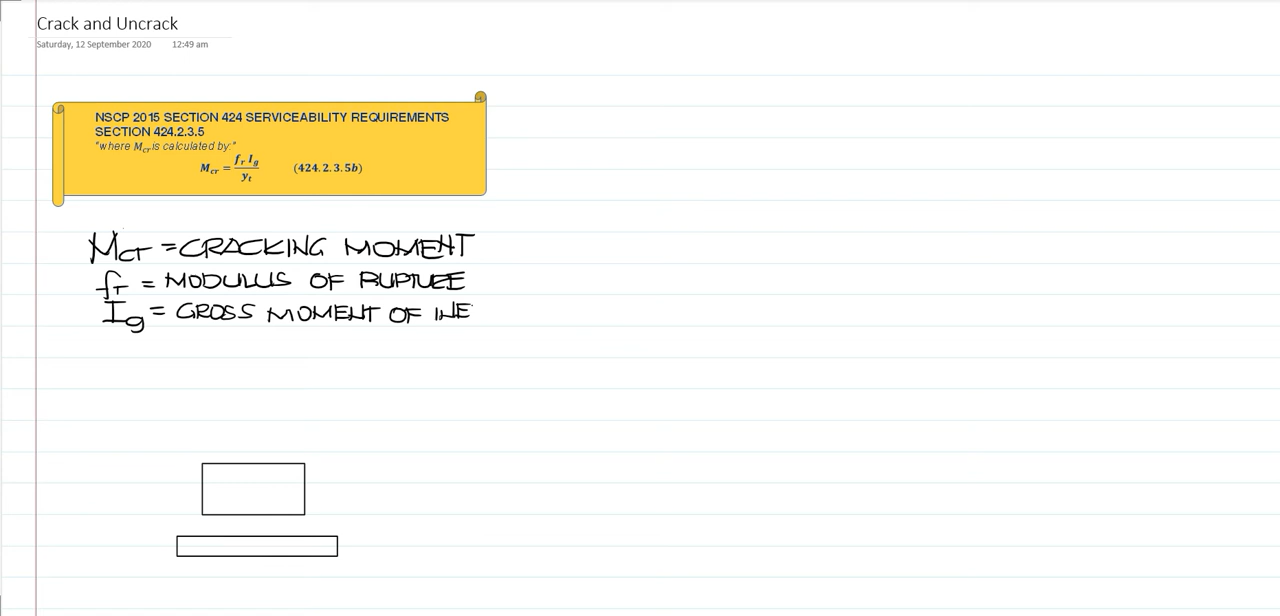 Crack and Uncrack
Saturday, 12 September 2020 12:49 am
NSCP 2015 SECTION 424 SERVICEABILITY REQUIREMENTS
SECTION 424.2.3.5
"where Mcr is calculated by:"
Mcr = fr Ig / yt (424.2.3.5b)
Mcr = CRACKING MOMENT
fr = MODULUS OF RUPTURE
Ig = GROSS MOMENT OF INE